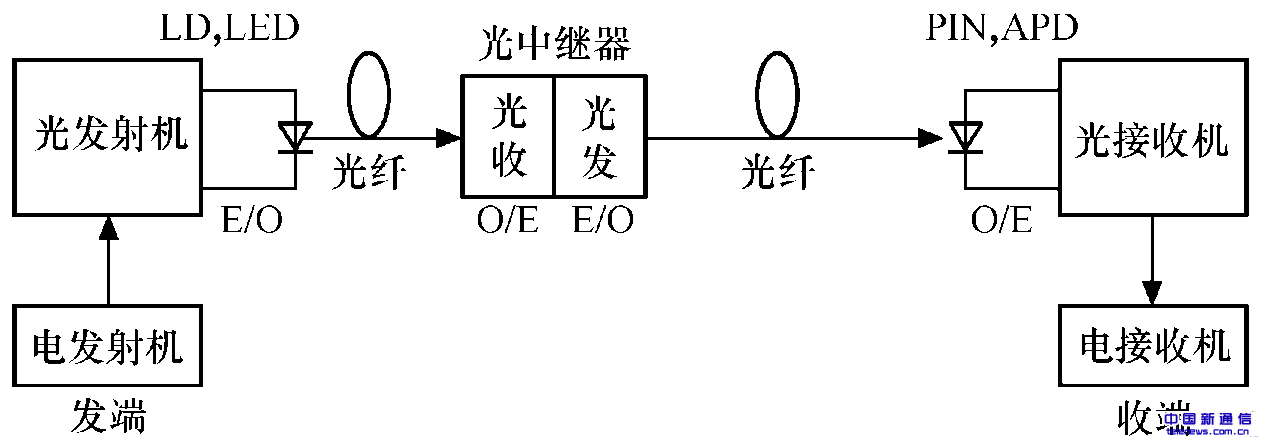 LD,LED
光中继器
PIN,APD
光发射机
光收
光发
光接收机
光纤
光纤
E/O
O/E
E/O
O/E
电发射机
电接收机
发端
收端
中国新通信